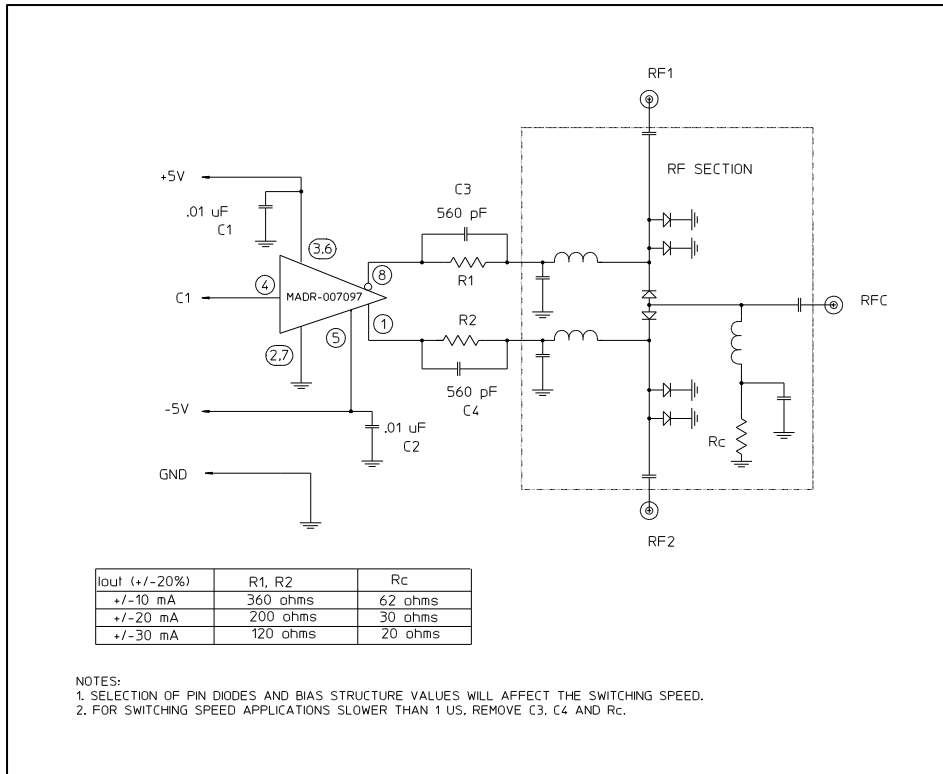 RF1
RF SECTION
+5V
.01 uF
C1
C3
560 pF
3,6
8
R1
C1
4
MADR-007097
1
5
2,7
R2
560 pF
C4
RFC
-5V
.01 uF
C2
Rc
GND
RF2
Iout (+/-20%) R1, R2 Rc
+/-10 mA 360 ohms 62 ohms
+/-20 mA 200 ohms 30 ohms
+/-30 mA 120 ohms 20 ohms
NOTES:
1. SELECTION OF PIN DIODES AND BIAS STRUCTURE VALUES WILL AFFECT THE SWITCHING SPEED.
2. FOR SWITCHING SPEED APPLICATIONS SLOWER THAN 1 US, REMOVE C3, C4 AND Rc.